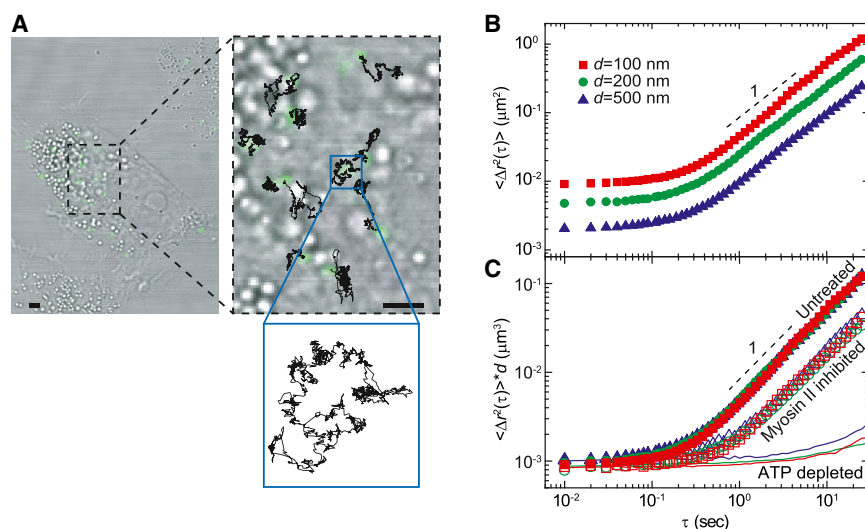 A
B
10⁰
10⁻¹
10⁻²
10⁻³
<Δr²(τ)> (μm²)
d=100 nm
d=200 nm
d=500 nm
1
C
10⁻¹
10⁻²
10⁻³
<Δr²(τ)>*d (μm³)
1
Untreated
Myosin II inhibited
ATP depleted
10⁻² 10⁻¹ 10⁰ 10¹
τ (sec)